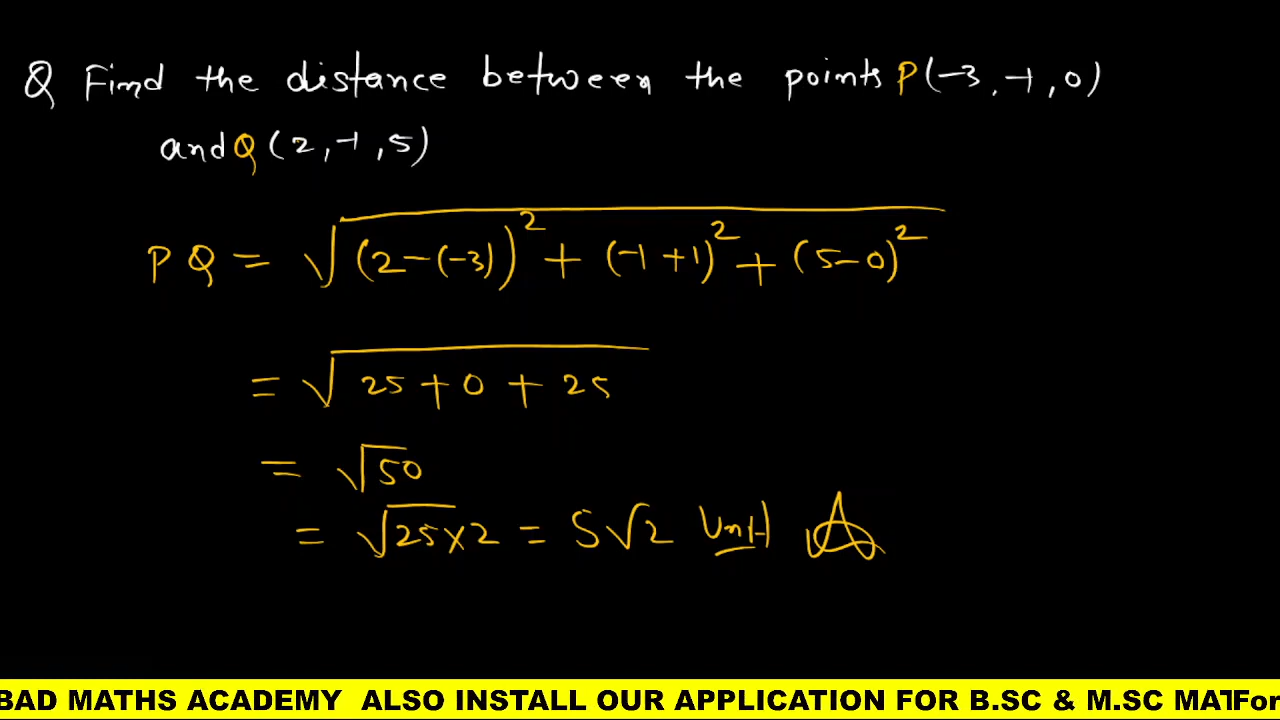 Q Find the distance between the points P(-3,-1,0)
and Q(2,-1,5)
PQ = √((2-(-3))² + (-1+1)² + (5-0)²)
= √(25+0+25)
= √50
= √25×2 = 5√2 Unit A
BAD MATHS ACADEMY ALSO INSTALL OUR APPLICATION FOR B.SC & M.SC MATFor